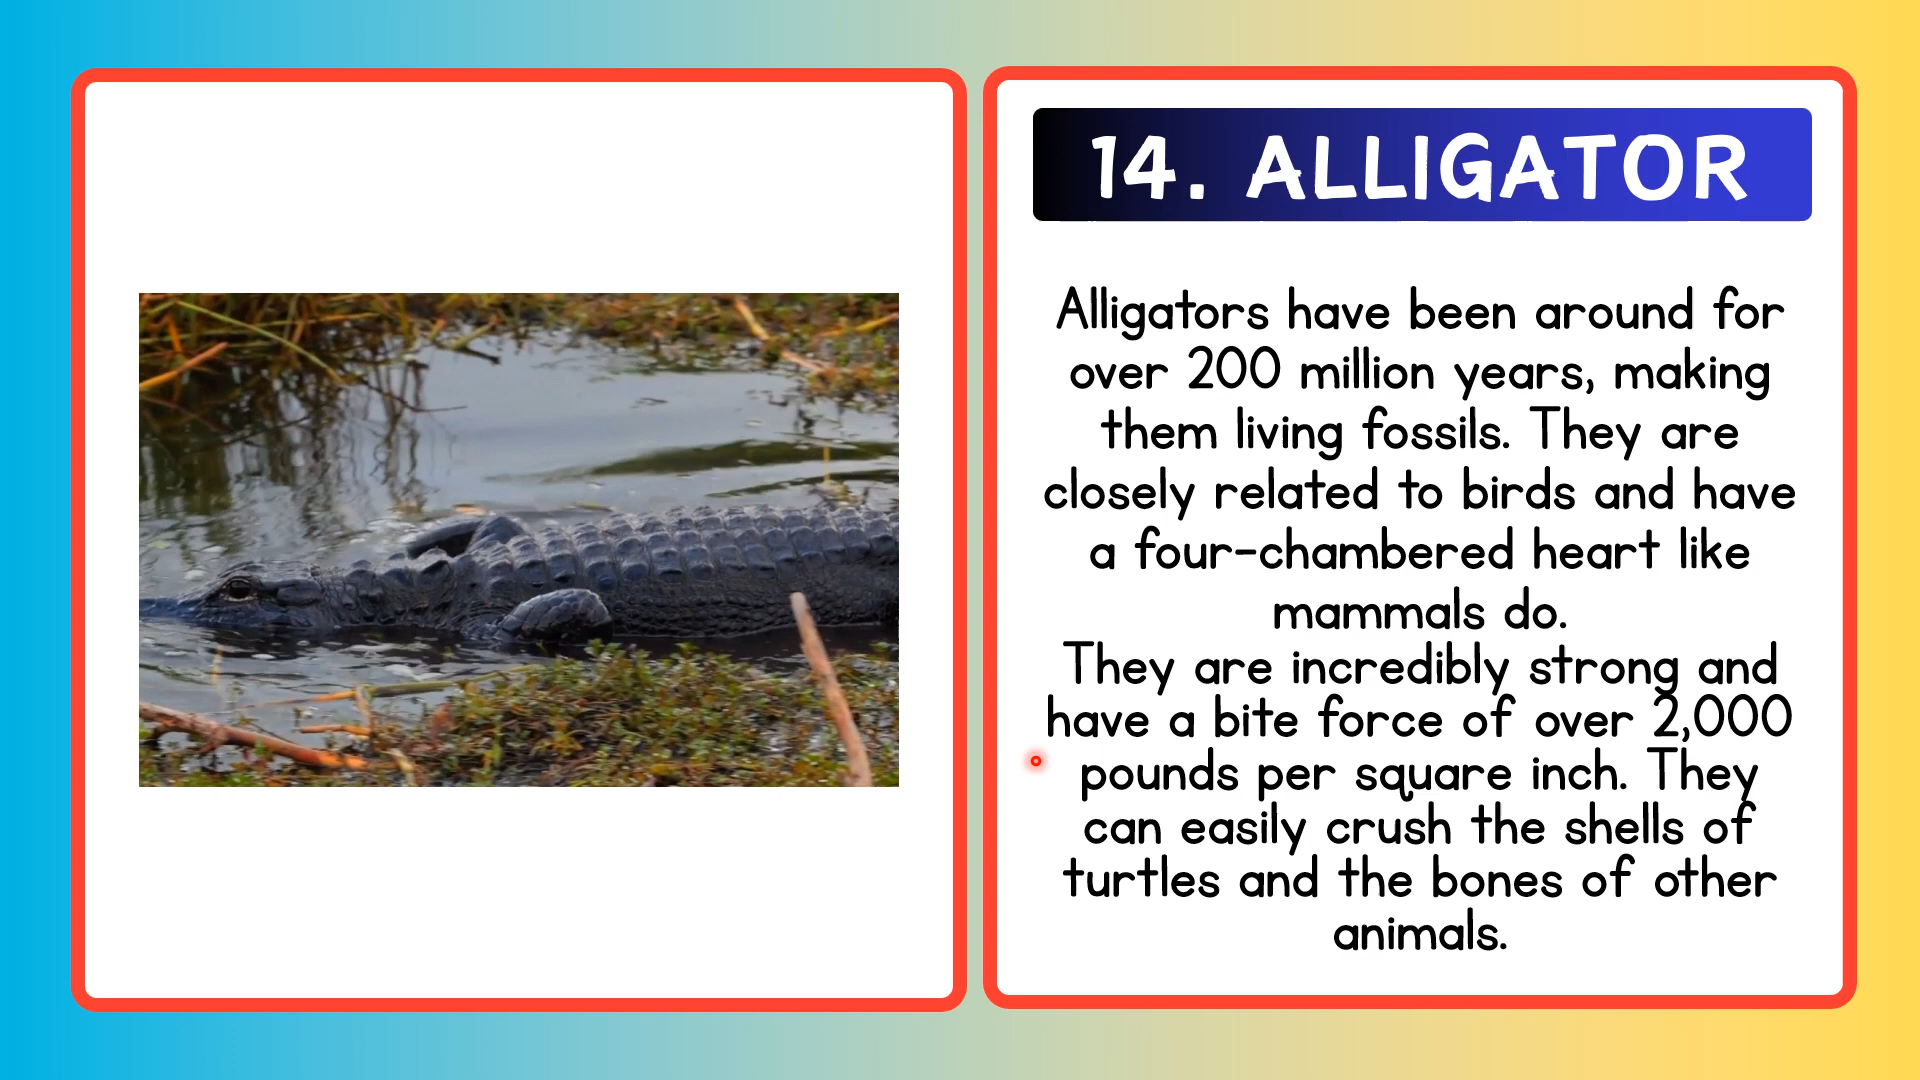 14. ALLIGATOR
Alligators have been around for
over 200 million years, making
them living fossils. They are
closely related to birds and have
a four-chambered heart like
mammals do.
They are incredibly strong and
have a bite force of over 2,000
pounds per square inch. They
can easily crush the shells of
turtles and the bones of other
animals.